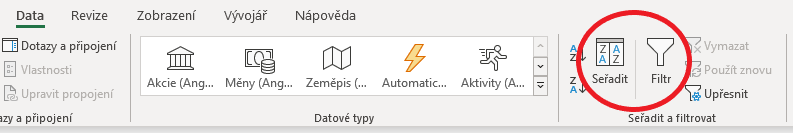 Data Revize Zobrazení Vývojář Nápověda
Dotazy a připojení
Vlastnosti
Upravit propojení
azy a připojení
Akcie (Ang... Měny (Ang... Zeměpis (... Automatic... Aktivity (A...
Datové typy
A Z
Z A
Z A A Z
Seřadit
Filtr
Vymazat
Použít znovu
Upřesnit
Seřadit a filtrovat